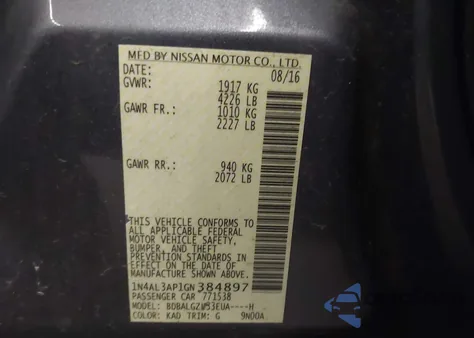 MFD BY NISSAN MOTOR CO., LTD.
DATE: 08/16
GVWR: 1917 KG
4226 LB
GAWR FR.: 1010 KG
2227 LB
GAWR RR.: 940 KG
2072 LB
THIS VEHICLE CONFORMS TO
ALL APPLICABLE FEDERAL
MOTOR VEHICLE SAFETY,
BUMPER, AND THEFT
PREVENTION STANDARDS IN
EFFECT ON THE DATE OF
MANUFACTURE SHOWN ABOVE.
1N4AL3AP1GN384897
PASSENGER CAR 771538
MODEL:
COLOR: KAD TRIM: G 9N00A